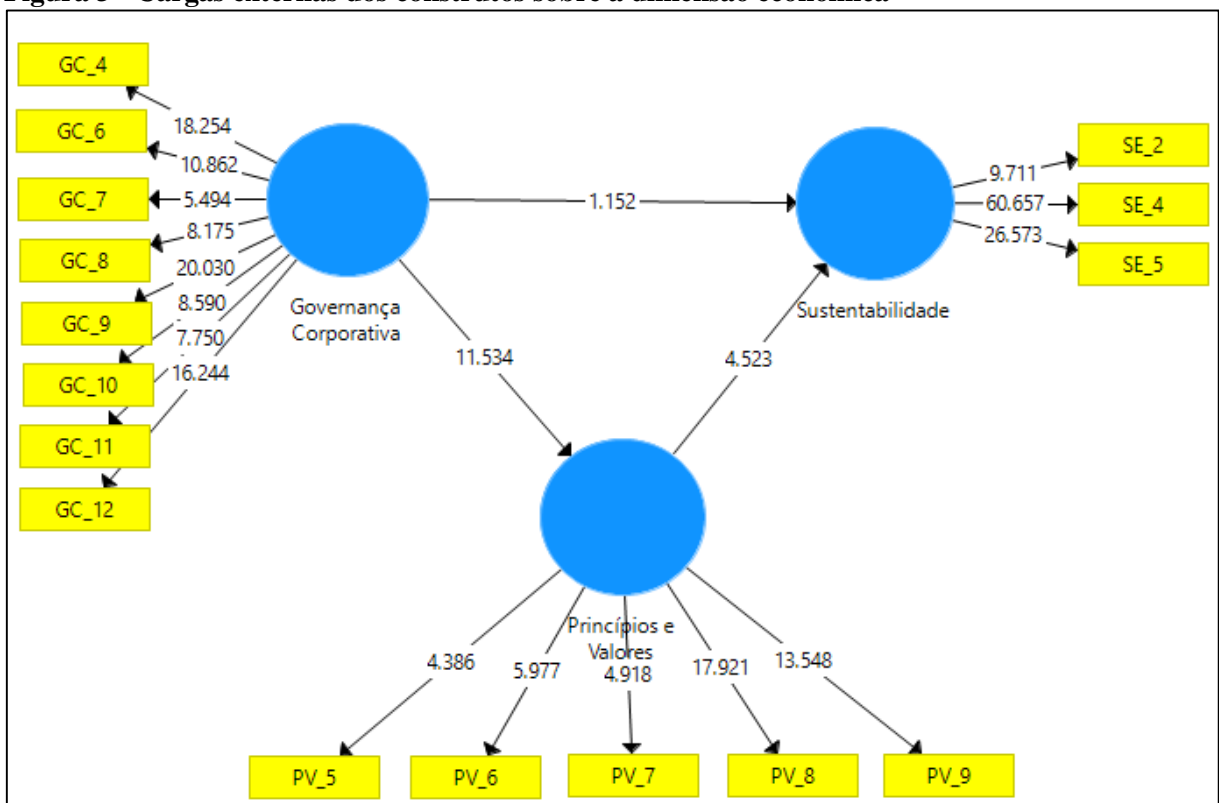 GC_4
GC_6
GC_7
GC_8
GC_9
GC_10
GC_11
GC_12
18.254
10.862
5.494
8.175
20.030
8.590
7.750
16.244
Governança
Corporativa
1.152
11.534
4.523
Sustentabilidade
9.711
60.657
26.573
SE_2
SE_4
SE_5
Princípios e
Valores
4.386
5.977
4.918
17.921
13.548
PV_5
PV_6
PV_7
PV_8
PV_9